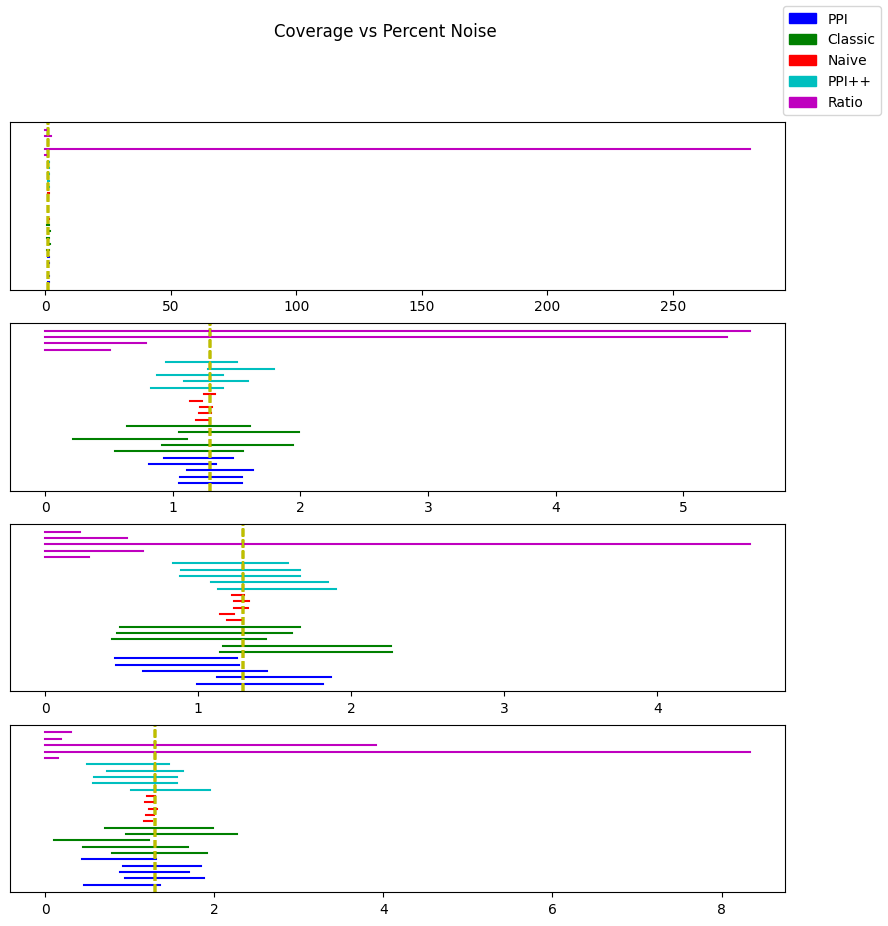 Coverage vs Percent Noise
PPI
Classic
Naive
PPI++
Ratio
0 50 100 150 200 250
0 1 2 3 4 5
0 1 2 3 4
0 2 4 6 8